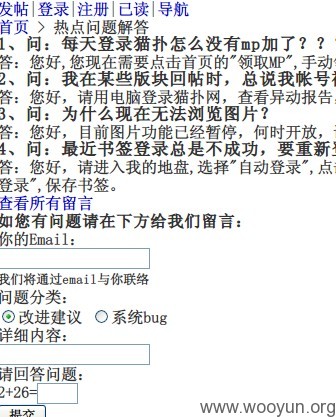 发帖|登录|注册|已读|导航
首页 > 热点问题解答
1、问：每天登录猫扑怎么没有mp加了？？？
答：您好,您现在需要点击首页的"领取MP",手动
2、问：我在某些版块回帖时，总说我帐号
答：您好，请用电脑登录猫扑网，查看异动报告
3、问：为什么现在无法浏览图片？
答：您好，目前图片功能已经暂停，何时开放，
4、问：最近书签登录总是不成功，要重新
答：您好，请进入我的地盘,选择"自动登录",点
登录",保存书签。
查看所有留言
如您有问题请在下方给我们留言：
你的Email：
我们将通过email与你联络
问题分类：
改进建议 系统bug
详细内容：
请回答问题：
2+26=
提交
www.wooyun.org